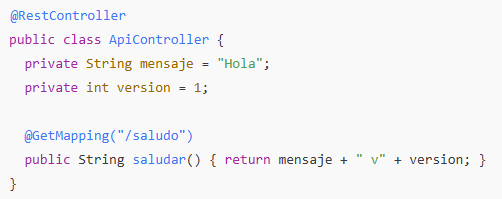 @RestController
public class ApiController {
  private String mensaje = "Hola";
  private int version = 1;

  @GetMapping("/saludo")
  public String saludar() { return mensaje + " v" + version; }
}